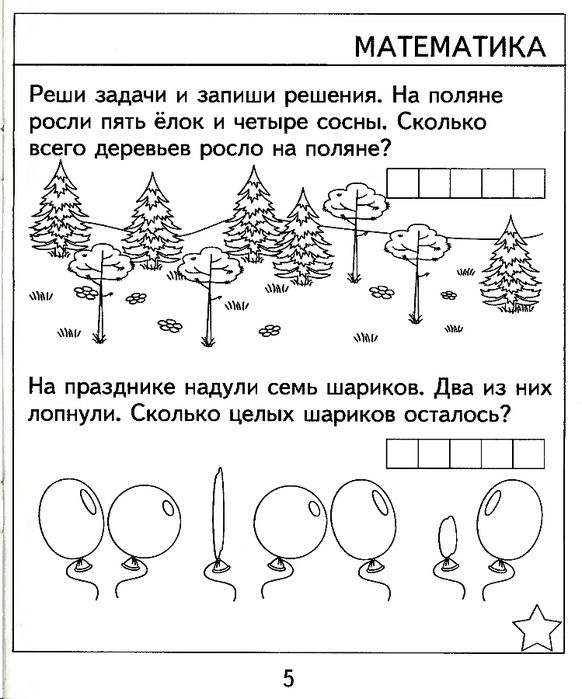 МАТЕМАТИКА
Реши задачи и запиши решения. На поляне
росли пять ёлок и четыре сосны. Сколько
всего деревьев росло на поляне?
На празднике надули семь шариков. Два из них
лопнули. Сколько целых шариков осталось?
5